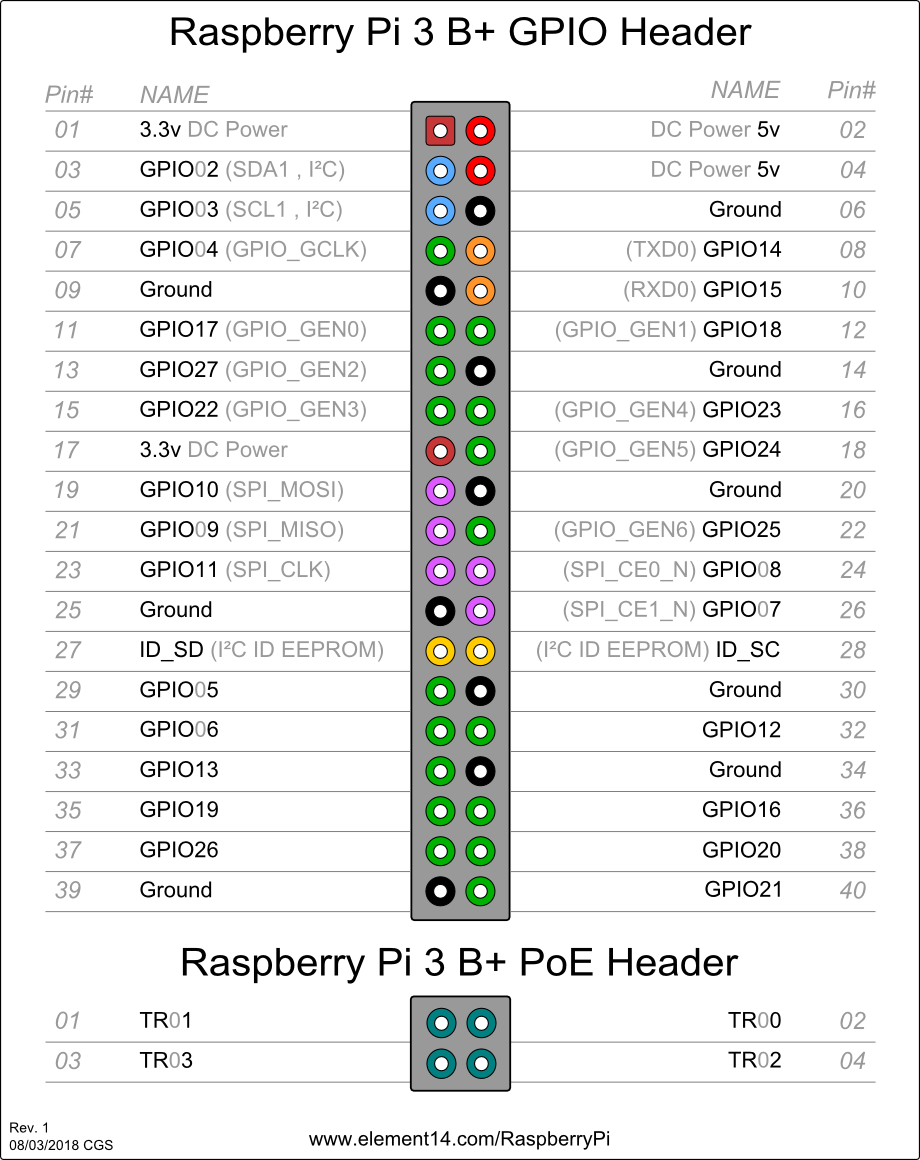 Raspberry Pi 3 B+ GPIO Header
Pin# NAME NAME Pin#
01 3.3v DC Power DC Power 5v 02
03 GPIO02 (SDA1 , I²C) DC Power 5v 04
05 GPIO03 (SCL1 , I²C) Ground 06
07 GPIO04 (GPIO_GCLK) (TXD0) GPIO14 08
09 Ground (RXD0) GPIO15 10
11 GPIO17 (GPIO_GEN0) (GPIO_GEN1) GPIO18 12
13 GPIO27 (GPIO_GEN2) Ground 14
15 GPIO22 (GPIO_GEN3) (GPIO_GEN4) GPIO23 16
17 3.3v DC Power (GPIO_GEN5) GPIO24 18
19 GPIO10 (SPI_MOSI) Ground 20
21 GPIO09 (SPI_MISO) (GPIO_GEN6) GPIO25 22
23 GPIO11 (SPI_CLK) (SPI_CE0_N) GPIO08 24
25 Ground (SPI_CE1_N) GPIO07 26
27 ID_SD (I²C ID EEPROM) (I²C ID EEPROM) ID_SC 28
29 GPIO05 Ground 30
31 GPIO06 GPIO12 32
33 GPIO13 Ground 34
35 GPIO19 GPIO16 36
37 GPIO26 GPIO20 38
39 Ground GPIO21 40
Raspberry Pi 3 B+ PoE Header
01 TR01 TR00 02
03 TR03 TR02 04
Rev. 1
08/03/2018 CGS
www.element14.com/RaspberryPi